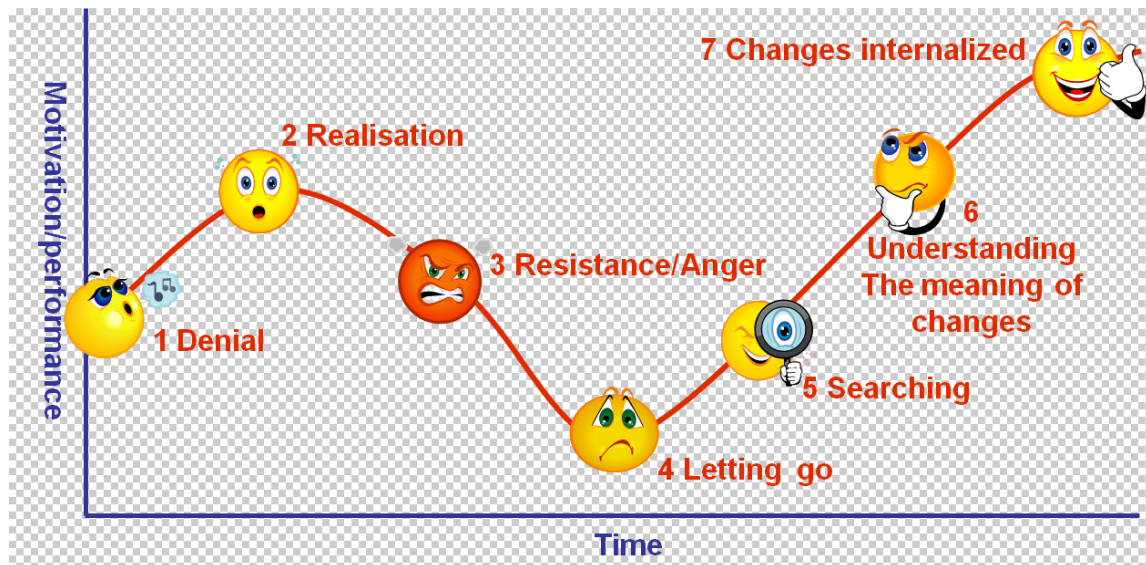 7 Changes internalized
2 Realisation
Motivation/performance
6
Understanding
The meaning of
changes
3 Resistance/Anger
1 Denial
5 Searching
4 Letting go
Time